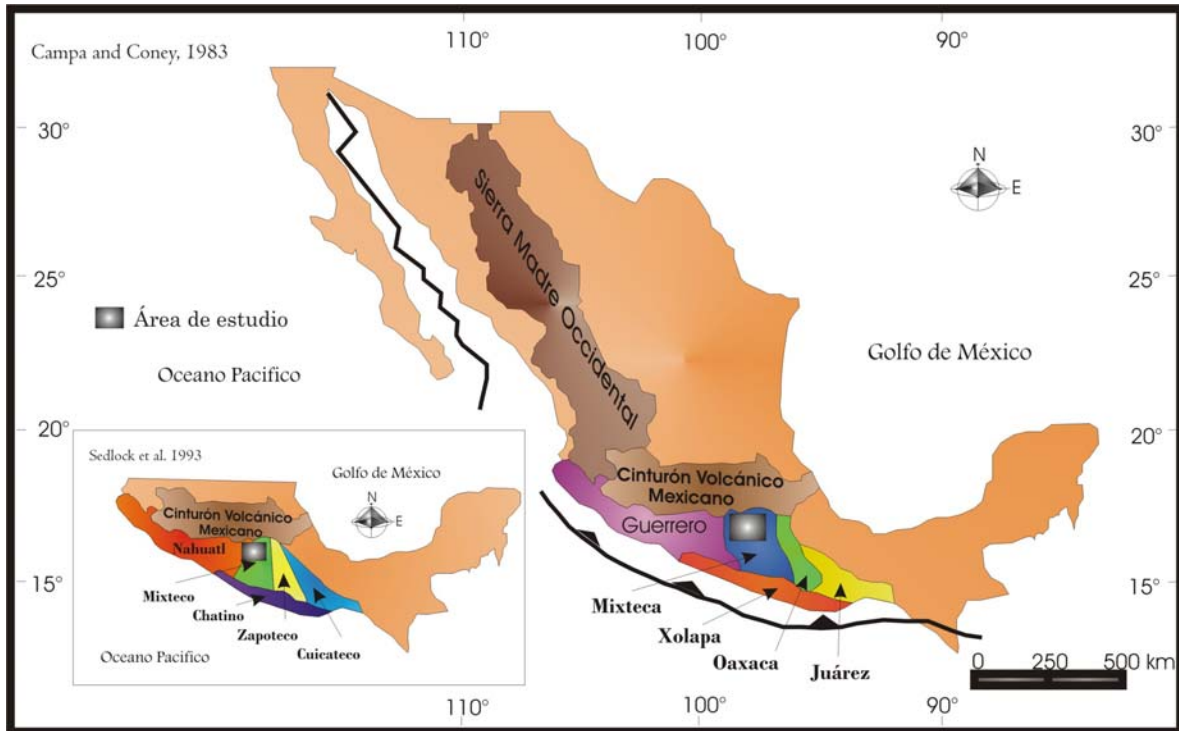 Campa and Coney, 1983
110°
100°
90°
30°
30°
N
E
Sierra Madre Occidental
25°
25°
Área de estudio
Golfo de México
Oceano Pacifico
20°
20°
Sedlock et al. 1993
Golfo de México
N
E
Cinturón Volcánico
Mexicano
Nahuatl
Mixteco
Chatino
Zapoteco
Cuicateco
Oceano Pacifico
Cinturón Volcánico
Mexicano
Guerrero
15°
15°
Mixteca
Xolapa
Oaxaca
Juárez
0 250 500 km
110°
100°
90°